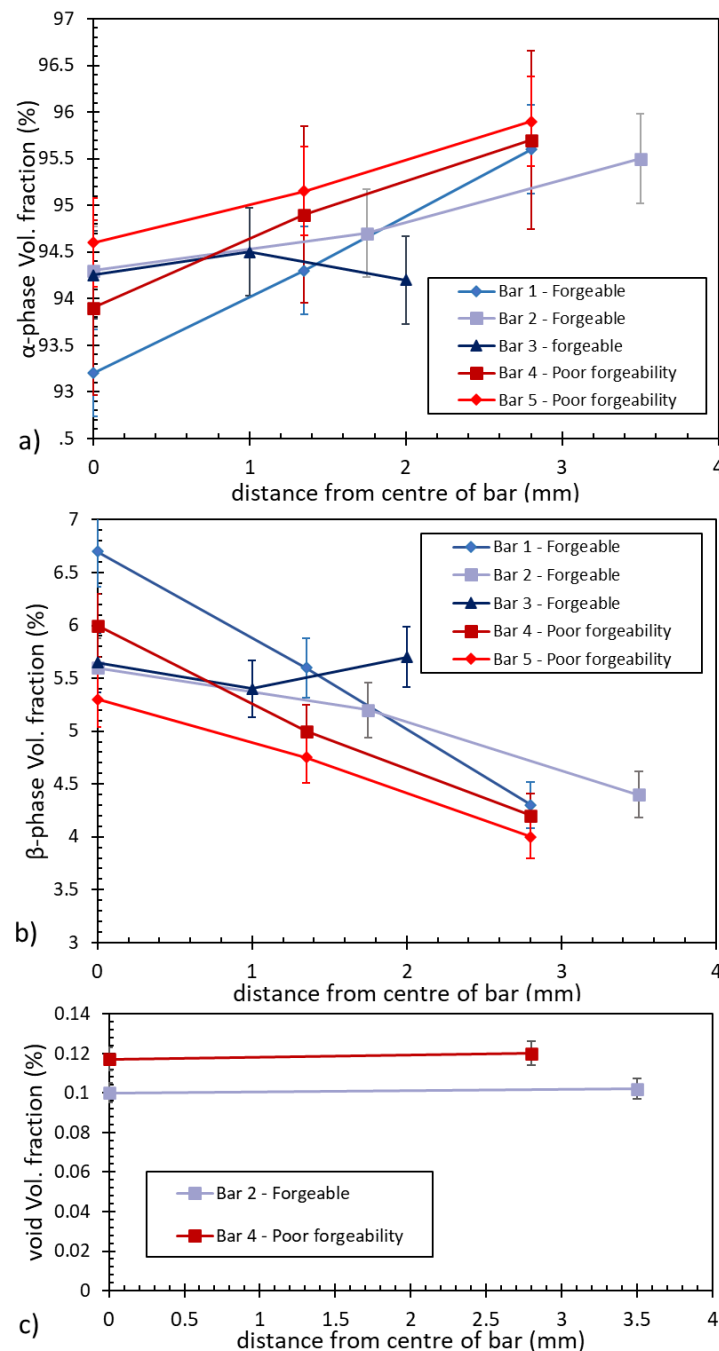 97
96.5
96
95.5
95
94.5
94
93.5
93
.5
α-phase Vol. fraction (%)
Bar 1 - Forgeable
Bar 2 - Forgeable
Bar 3 - forgeable
Bar 4 - Poor forgeability
Bar 5 - Poor forgeability
a)
0 1 2 3 4
distance from centre of bar (mm)
7
6.5
6
5.5
5
4.5
4
3.5
3
β-phase Vol. fraction (%)
Bar 1 - Forgeable
Bar 2 - Forgeable
Bar 3 - Forgeable
Bar 4 - Poor forgeability
Bar 5 - Poor forgeability
b)
0 1 2 3 4
distance from centre of bar (mm)
0.14
0.12
0.1
0.08
0.06
0.04
0.02
0
void Vol. fraction (%)
Bar 2 - Forgeable
Bar 4 - Poor forgeability
c)
0 0.5 1 1.5 2 2.5 3 3.5 4
distance from centre of bar (mm)